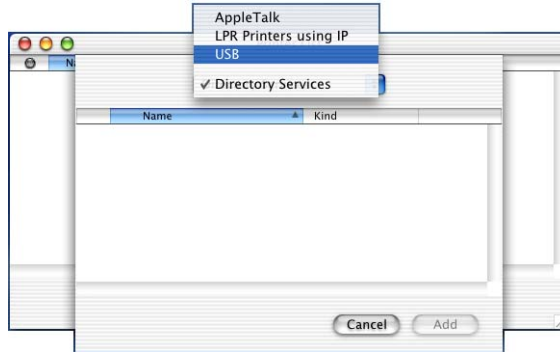 AppleTalk
LPR Printers using IP
USB
✓ Directory Services
Name Kind
Cancel Add